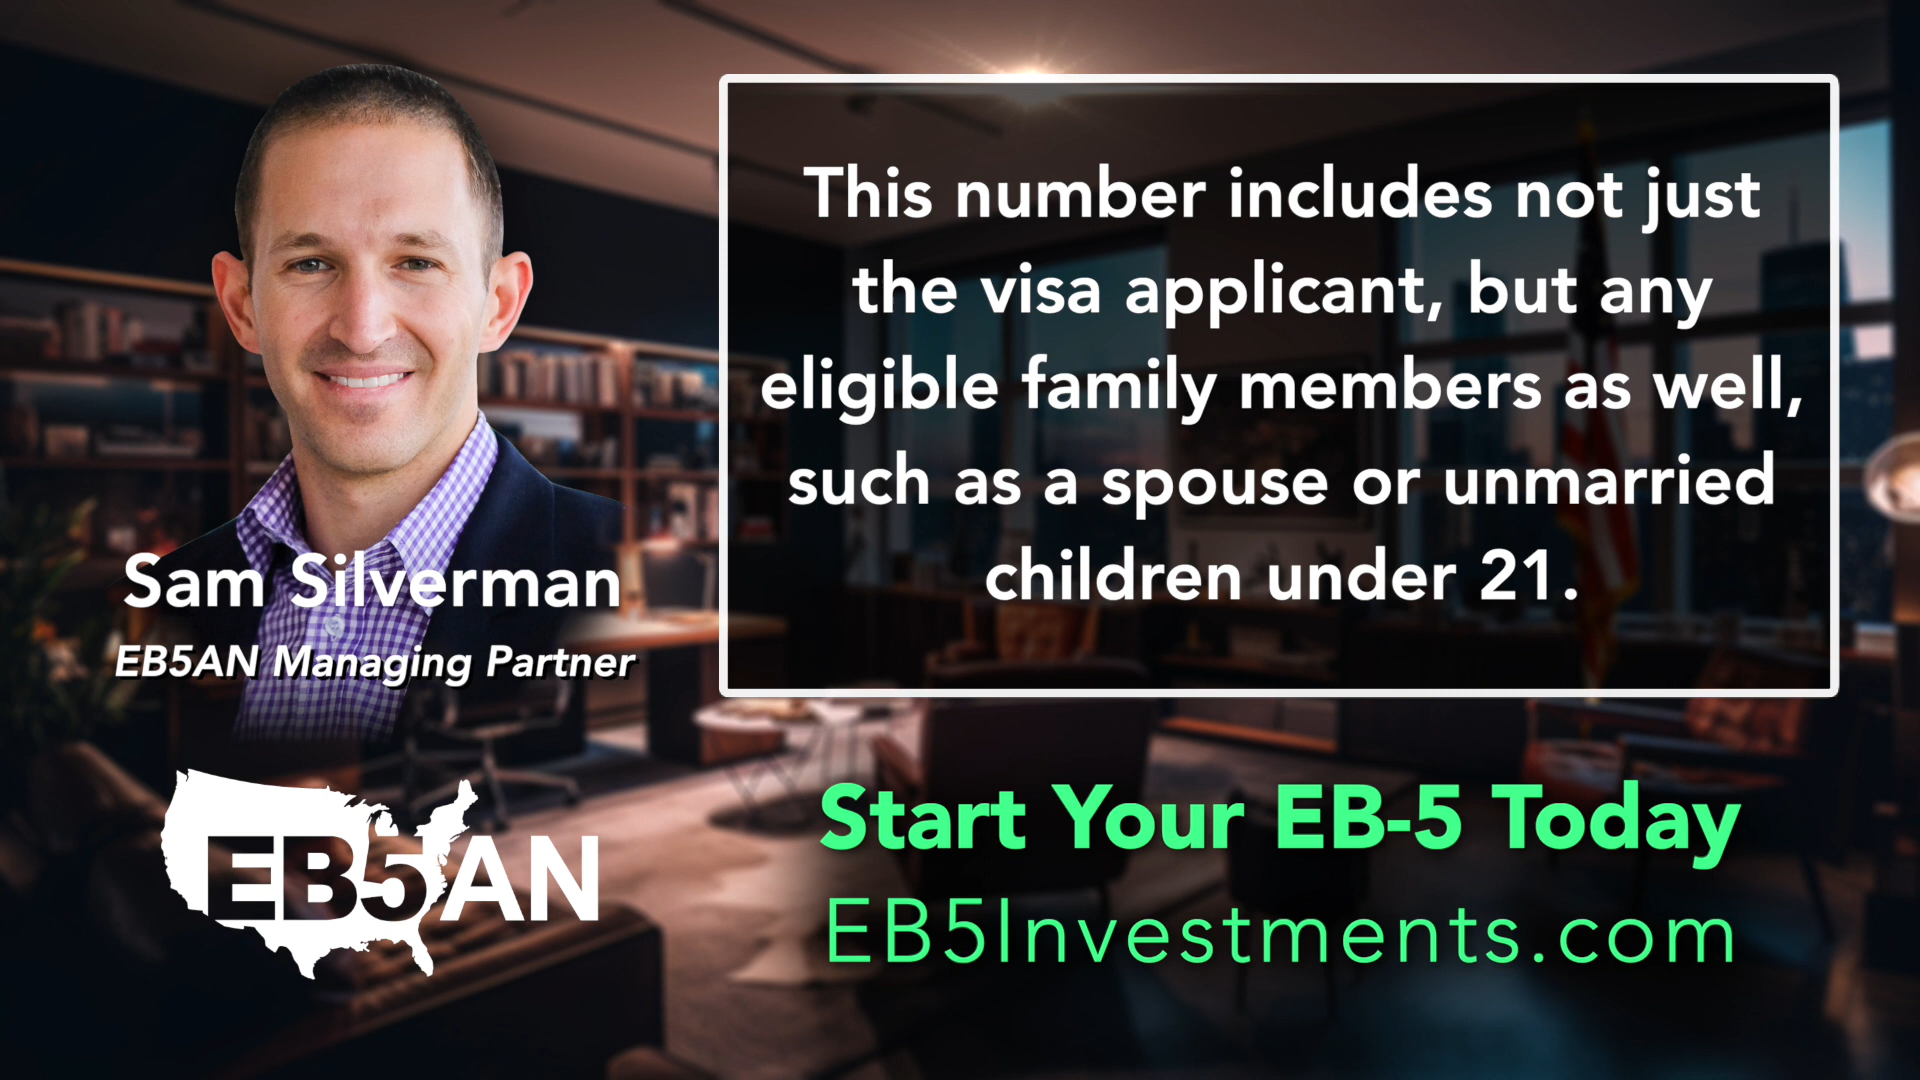 This number includes not just
the visa applicant, but any
eligible family members as well,
such as a spouse or unmarried
children under 21.
Sam Silverman
EB5AN Managing Partner
EB5AN
Start Your EB-5 Today
EB5Investments.com